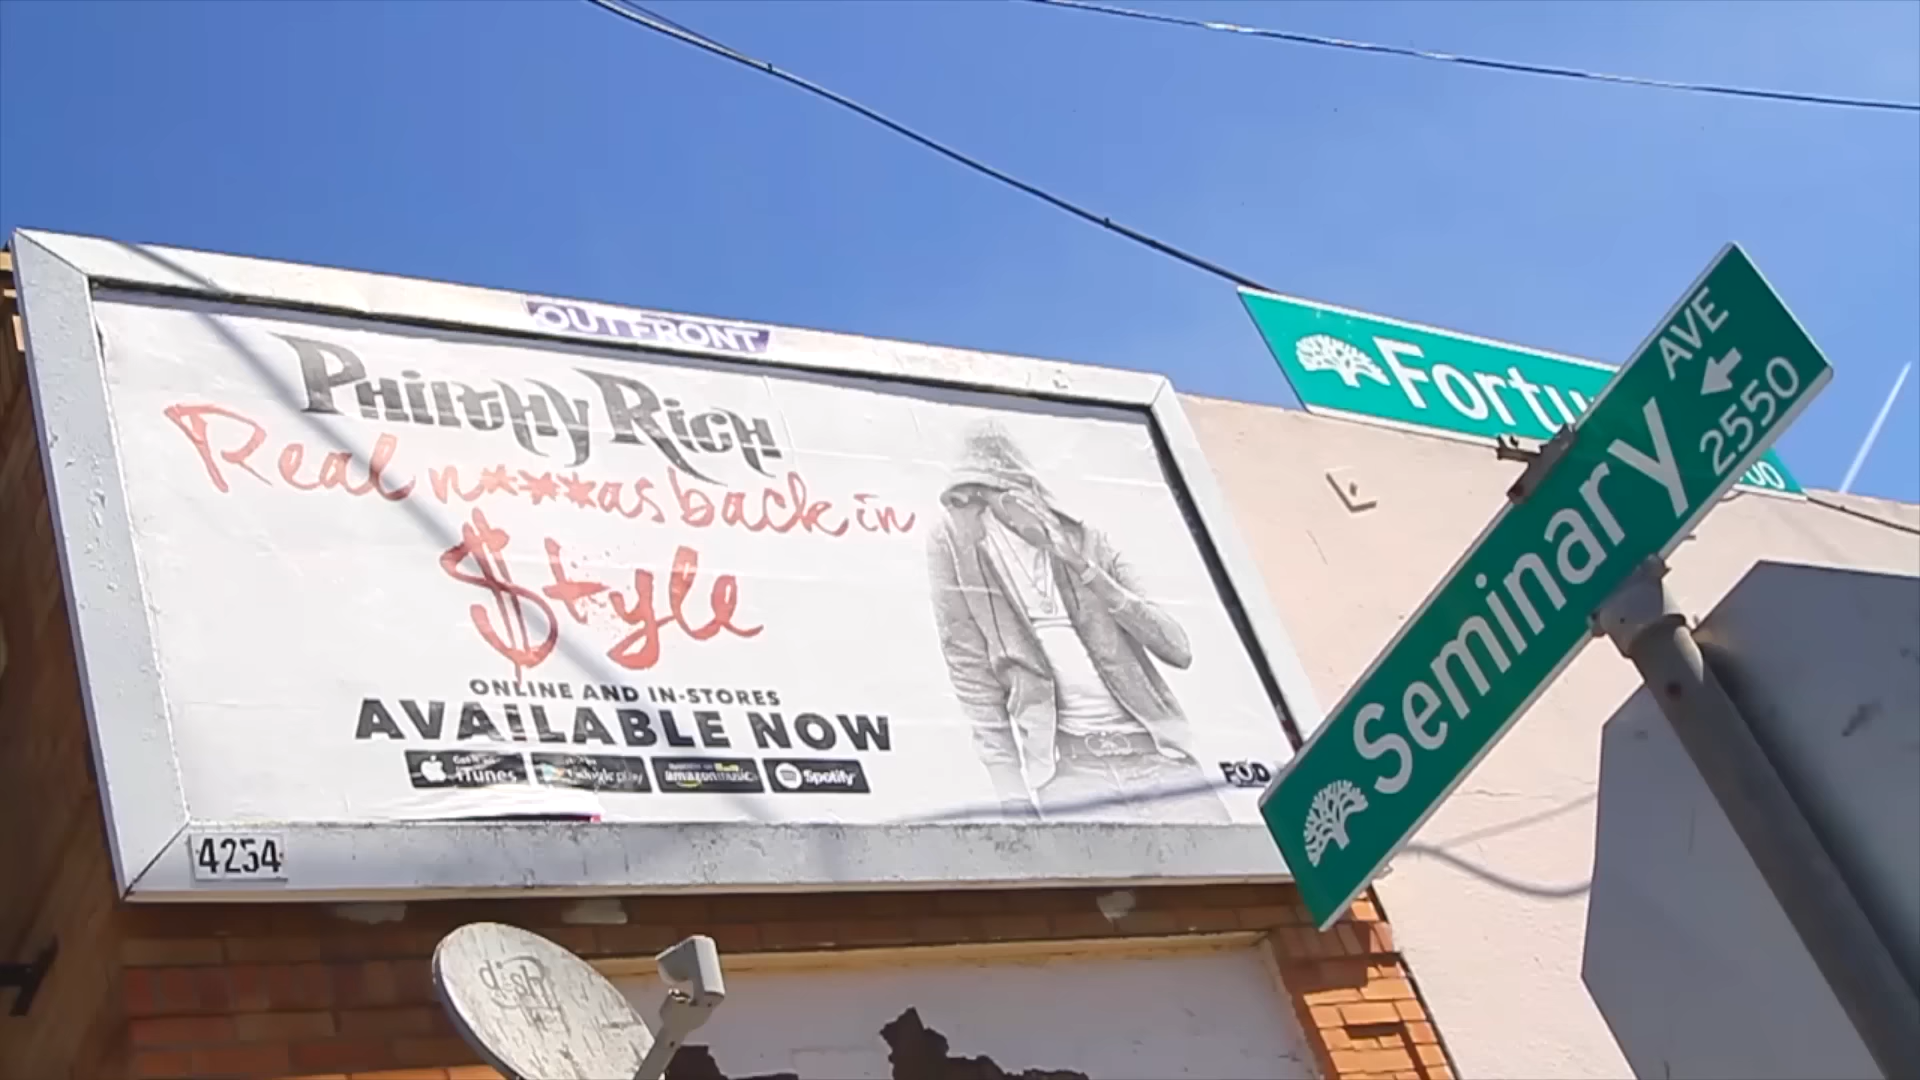 OUTFRONT
PHILTHY RICH
Real n****as back in
$tyle
ONLINE AND IN-STORES
AVAILABLE NOW
iTunes
Google play
amazon music
Spotify
FOD
4254
dish
Seminary AVE
2550